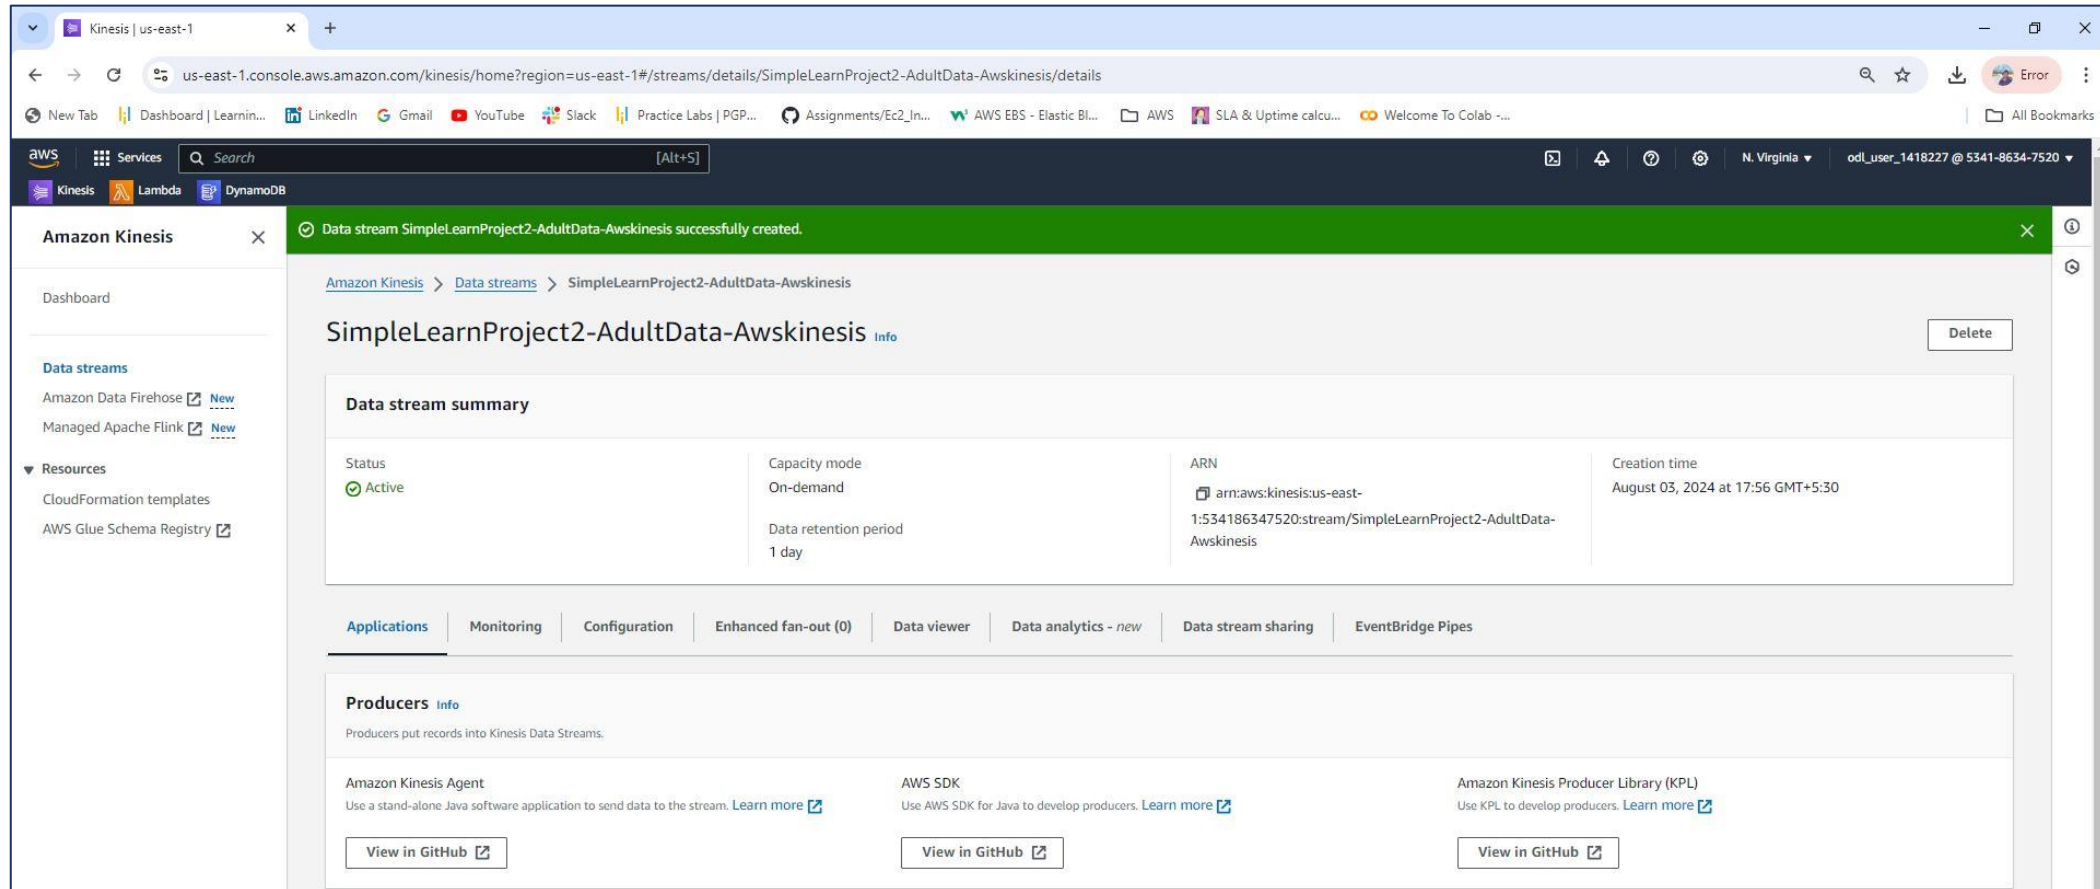 Kinesis | us-east-1
us-east-1.console.aws.amazon.com/kinesis/home?region=us-east-1#/streams/details/SimpleLearnProject2-AdultData-Awskinesis/details
Error
New Tab
Dashboard | Learnin...
LinkedIn
Gmail
YouTube
Slack
Practice Labs | PGP...
Assignments/Ec2_In...
AWS EBS - Elastic Bl...
AWS
SLA & Uptime calcu...
Welcome To Colab -...
All Bookmarks
aws
Services
Search
[Alt+S]
N. Virginia
odl_user_1418227 @ 5341-8634-7520
Kinesis
Lambda
DynamoDB
Amazon Kinesis
Dashboard
Data streams
Amazon Data Firehose New
Managed Apache Flink New
Resources
CloudFormation templates
AWS Glue Schema Registry
Data stream SimpleLearnProject2-AdultData-Awskinesis successfully created.
Amazon Kinesis > Data streams > SimpleLearnProject2-AdultData-Awskinesis
SimpleLearnProject2-AdultData-Awskinesis Info
Delete
Data stream summary
Status
Active
Capacity mode
On-demand
Data retention period
1 day
ARN
arn:aws:kinesis:us-east-
1:534186347520:stream/SimpleLearnProject2-AdultData-
Awskinesis
Creation time
August 03, 2024 at 17:56 GMT+5:30
Applications
Monitoring
Configuration
Enhanced fan-out (0)
Data viewer
Data analytics - new
Data stream sharing
EventBridge Pipes
Producers Info
Producers put records into Kinesis Data Streams.
Amazon Kinesis Agent
Use a stand-alone Java software application to send data to the stream. Learn more
View in GitHub
AWS SDK
Use AWS SDK for Java to develop producers. Learn more
View in GitHub
Amazon Kinesis Producer Library (KPL)
Use KPL to develop producers. Learn more
View in GitHub